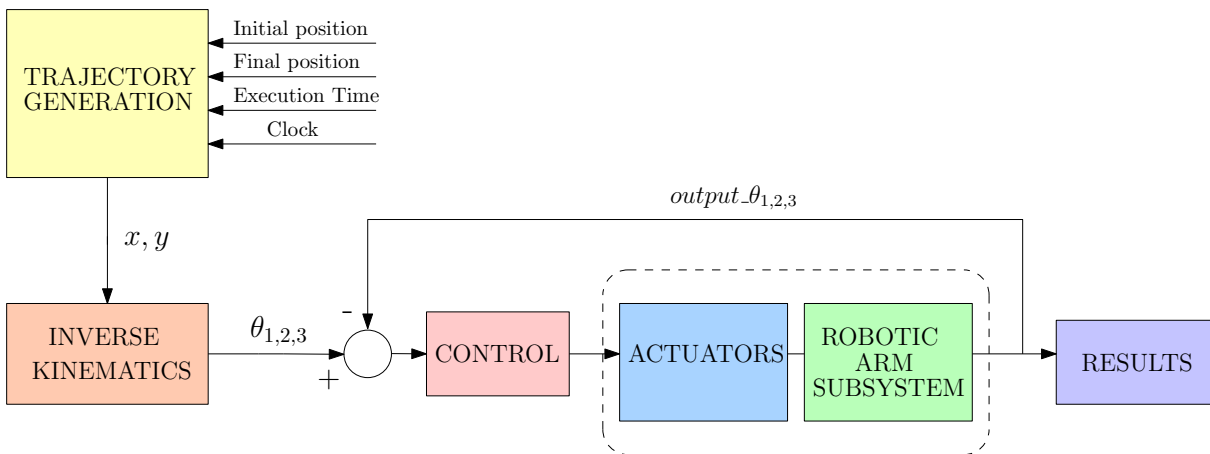 Initial position
Final position
Execution Time
Clock
TRAJECTORY
GENERATION
x, y
output_θ1,2,3
INVERSE
KINEMATICS
θ1,2,3
-
+
CONTROL
ACTUATORS
ROBOTIC
ARM
SUBSYSTEM
RESULTS